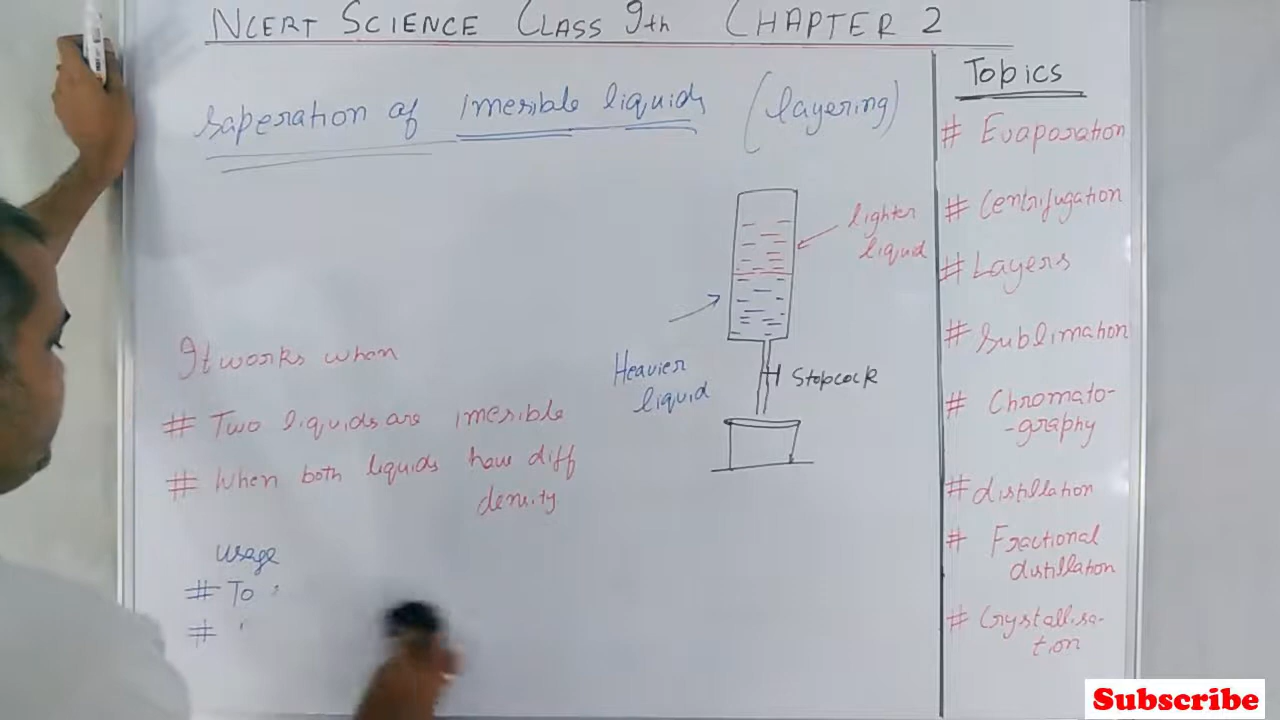 NCERT SCIENCE CLASS 9th CHAPTER 2
Saperation of imesible liquids (layering)
lighter
liquid
Heavier
liquid
Stopcock
It works when
# Two liquids are imesible
# When both liquids have diff
density
usage
# To
#
Topics
# Evaporation
# Centrifugation
# Layers
# Sublimation
# Chromato-
-graphy
# distillation
# Fractional
distillation
# Crystallisa-
tion
Subscribe